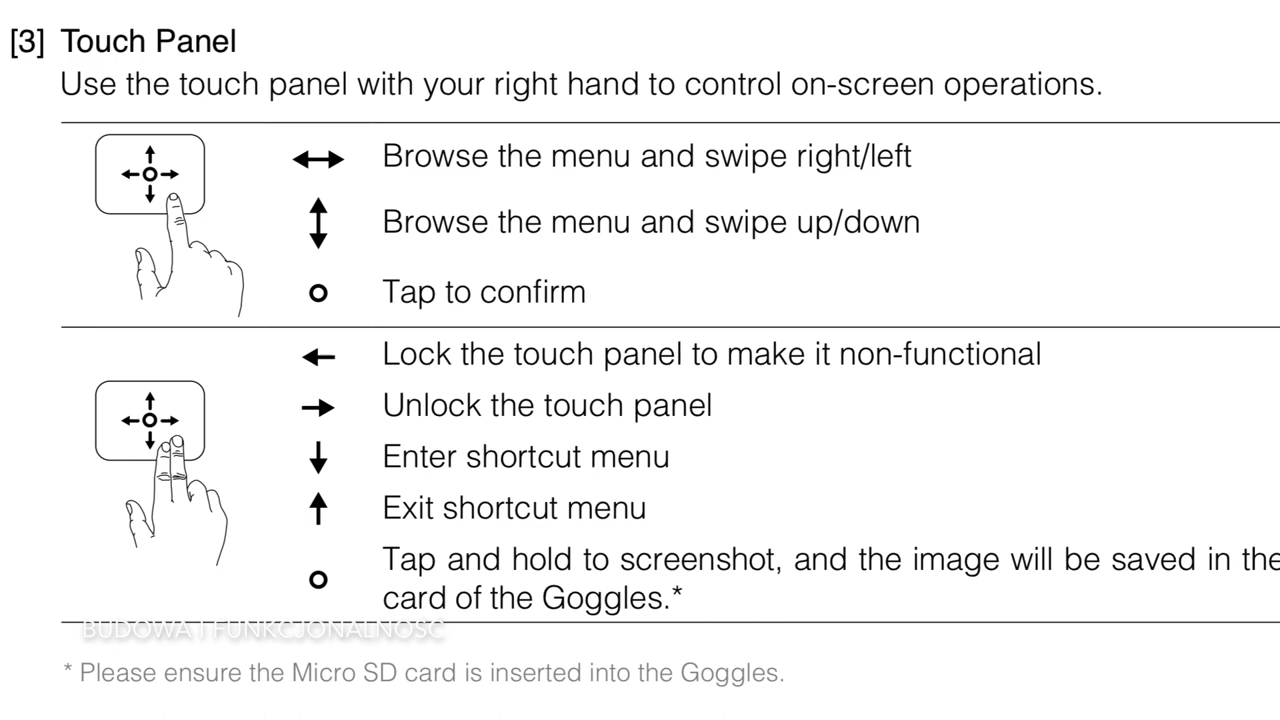 [3] Touch Panel
Use the touch panel with your right hand to control on-screen operations.
Browse the menu and swipe right/left
Browse the menu and swipe up/down
Tap to confirm
Lock the touch panel to make it non-functional
Unlock the touch panel
Enter shortcut menu
Exit shortcut menu
Tap and hold to screenshot, and the image will be saved in the
card of the Goggles.*
BUDOWA I FUNKCJONALNOŚĆ
* Please ensure the Micro SD card is inserted into the Goggles.